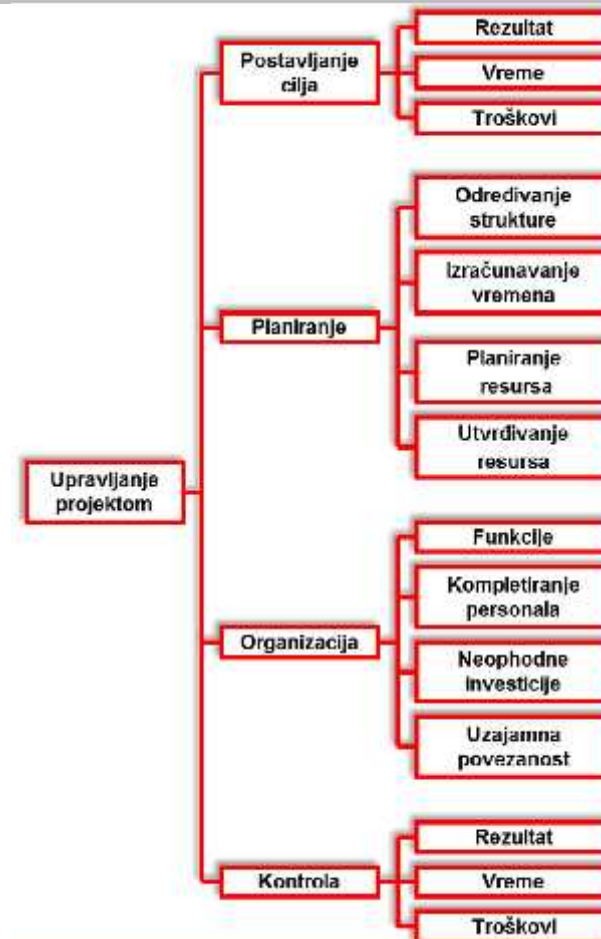 Upravljanje
projektom
Postavljanje
cilja
Rezultat
Vreme
Troškovi
Planiranje
Određivanje
strukture
Izračunavanje
vremena
Planiranje
resursa
Utvrđivanje
resursa
Organizacija
Funkcije
Kompletiranje
personala
Neophodne
investicije
Uzajamna
povezanost
Kontrola
Rezultat
Vreme
Troškovi